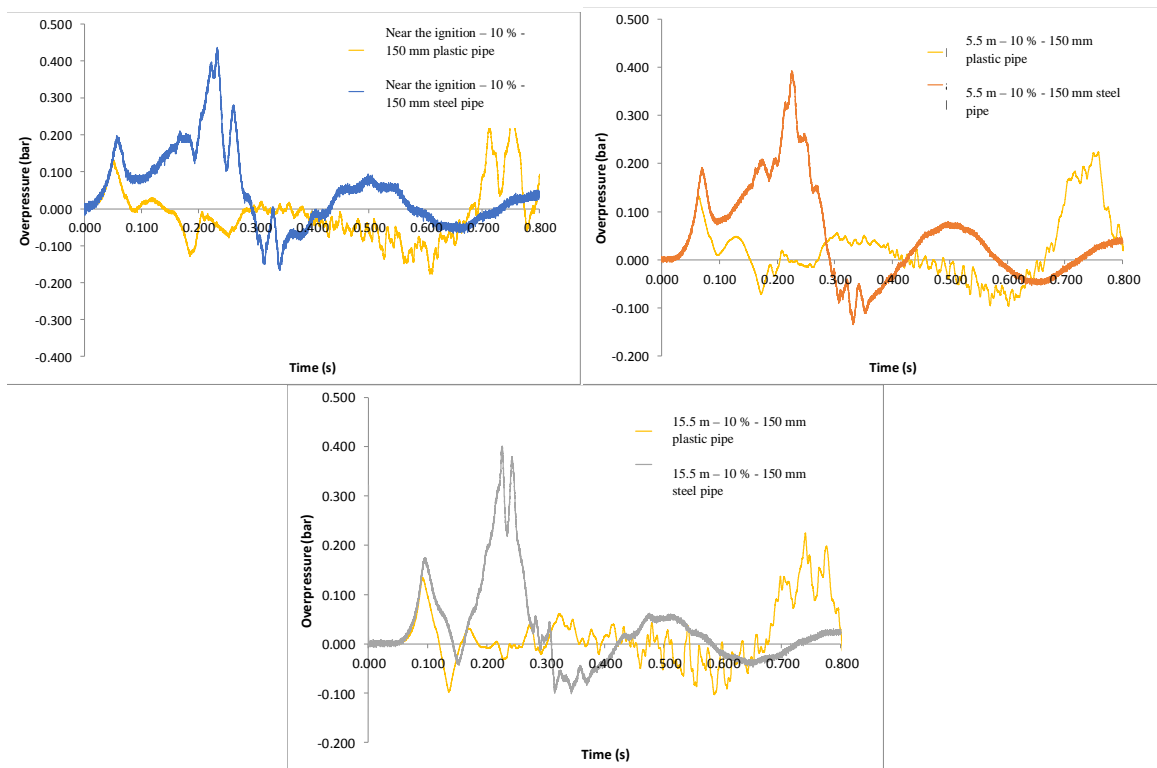 0.500
0.400
0.300
0.200
0.100
0.000
-0.100
-0.200
-0.300
-0.400
Overpressure (bar)
0.000 0.100 0.200 0.300 0.400 0.500 0.600 0.700 0.800
Time (s)
Near the ignition – 10 % -
150 mm plastic pipe
Near the ignition – 10 % -
150 mm steel pipe
0.500
0.400
0.300
0.200
0.100
0.000
-0.100
-0.200
Overpressure (bar)
0.000 0.100 0.200 0.300 0.400 0.500 0.600 0.700 0.800
Time (s)
5.5 m – 10 % - 150 mm
plastic pipe
5.5 m – 10 % - 150 mm steel
pipe
0.500
0.400
0.300
0.200
0.100
0.000
-0.100
-0.200
Overpressure (bar)
0.000 0.100 0.200 0.300 0.400 0.500 0.600 0.700 0.800
Time (s)
15.5 m – 10 % - 150 mm
plastic pipe
15.5 m – 10 % - 150 mm
steel pipe